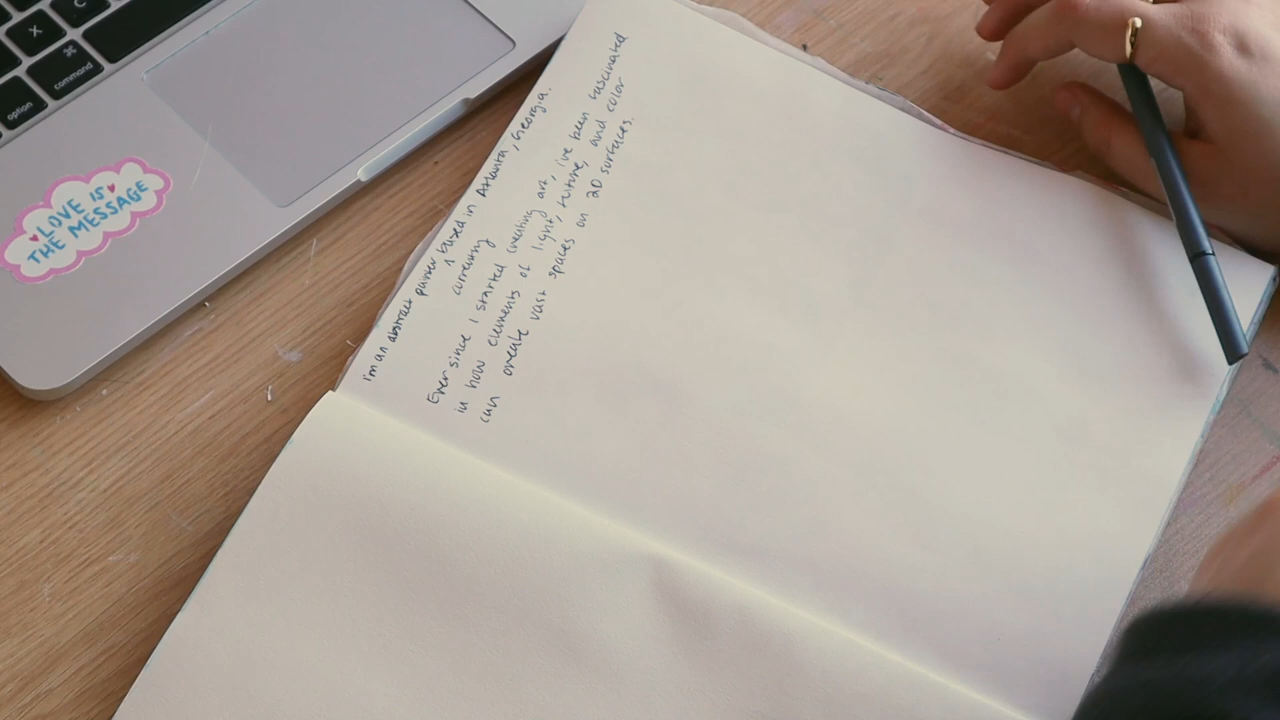 X
C
⌘
command
option
LOVE IS
THE MESSAGE
I'm an abstract painter based in Atlanta, Georgia.
^
currently
Ever since I started creating art, I've been fascinated
in how elements of light, texture, and color
can create vast spaces on 2D surfaces.